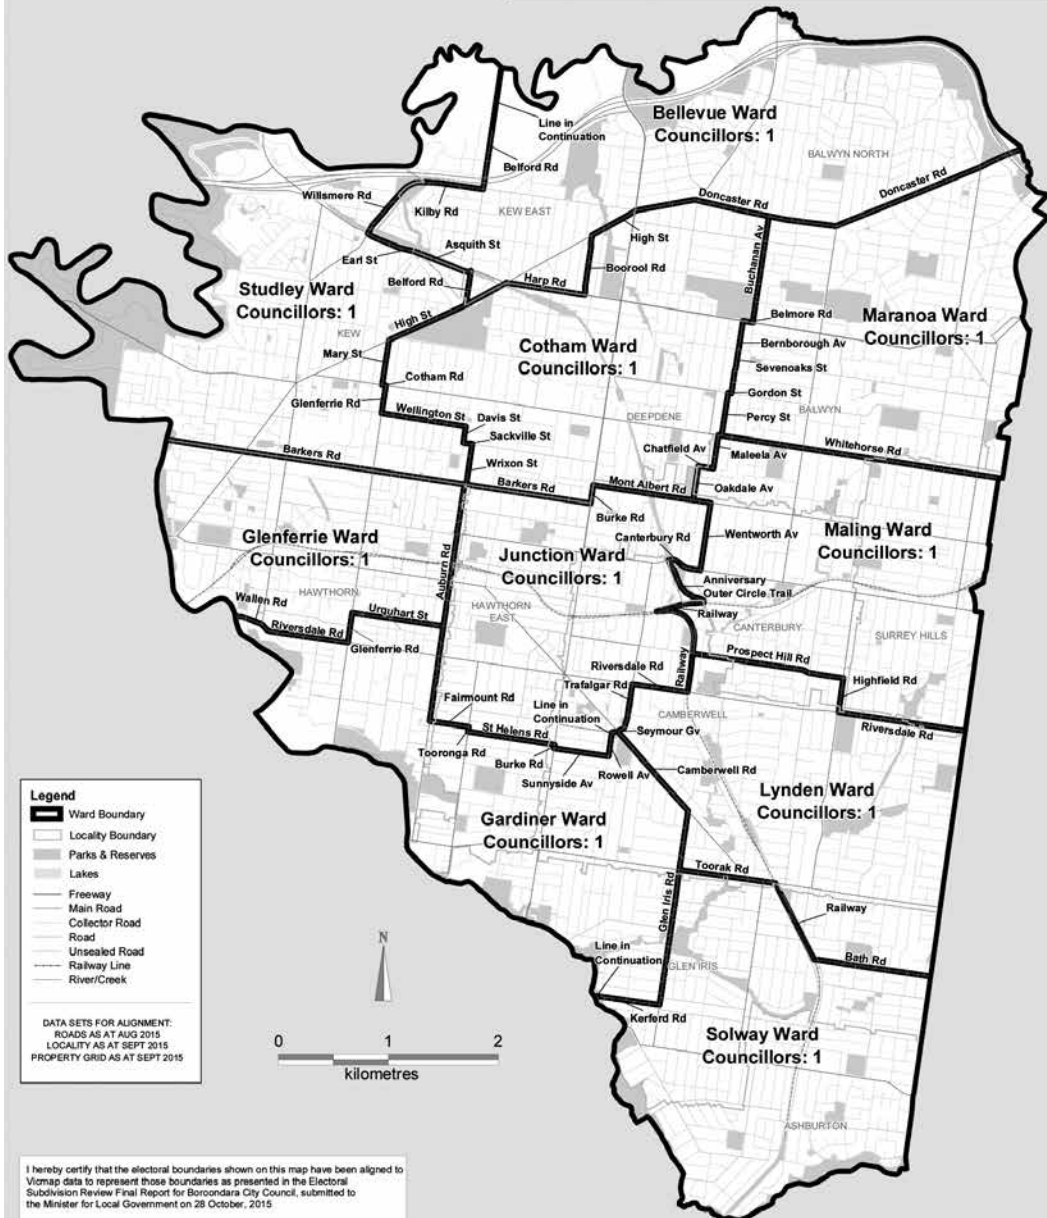 Bellevue Ward
Councillors: 1
Line in
Continuation
BALWYN NORTH
Belford Rd
Doncaster Rd
Willsmere Rd
Doncaster Rd
Kilby Rd
KEW EAST
High St
Asquith St
Earl St
Boorool Rd
Buchanan Av
Belford Rd
Harp Rd
Studley Ward
Councillors: 1
High St
Belmore Rd
Maranoa Ward
Councillors: 1
KEW
Cotham Ward
Councillors: 1
Bernborough Av
Mary St
Sevenoaks St
Cotham Rd
Gordon St
Glenferrie Rd
BALWYN
Wellington St
Davis St
DEEPDENE
Percy St
Sackville St
Chatfield Av
Whitehorse Rd
Barkers Rd
Maleela Av
Wrixon St
Barkers Rd
Mont Albert Rd
Oakdale Av
Burke Rd
Glenferrie Ward
Councillors: 1
Auburn Rd
Junction Ward
Councillors: 1
Canterbury Rd
Wentworth Av
Maling Ward
Councillors: 1
Anniversary
Outer Circle Trail
HAWTHORN
Wallen Rd
Urquhart St
HAWTHORN
EAST
Railway
CANTERBURY
SURREY HILLS
Riversdale Rd
Glenferrie Rd
Prospect Hill Rd
Riversdale Rd
Railway
Trafalgar Rd
Highfield Rd
Fairmount Rd
Line in
Continuation
CAMBERWELL
Riversdale Rd
St Helens Rd
Seymour Gv
Tooronga Rd
Burke Rd
Rowell Av
Camberwell Rd
Sunnyside Av
Lynden Ward
Councillors: 1
Gardiner Ward
Councillors: 1
Toorak Rd
Glen Iris Rd
Railway
Line in
Continuation
Bath Rd
GLEN IRIS
Kerferd Rd
Solway Ward
Councillors: 1
ASHBURTON
Legend
Ward Boundary
Locality Boundary
Parks & Reserves
Lakes
Freeway
Main Road
Collector Road
Road
Unsealed Road
Railway Line
River/Creek
DATA SETS FOR ALIGNMENT:
ROADS AS AT AUG 2015
LOCALITY AS AT SEPT 2015
PROPERTY GRID AS AT SEPT 2015
N
0 1 2
kilometres
I hereby certify that the electoral boundaries shown on this map have been aligned to
Vicmap data to represent those boundaries as presented in the Electoral
Subdivision Review Final Report for Boroondara City Council, submitted to
the Minister for Local Government on 28 October, 2015